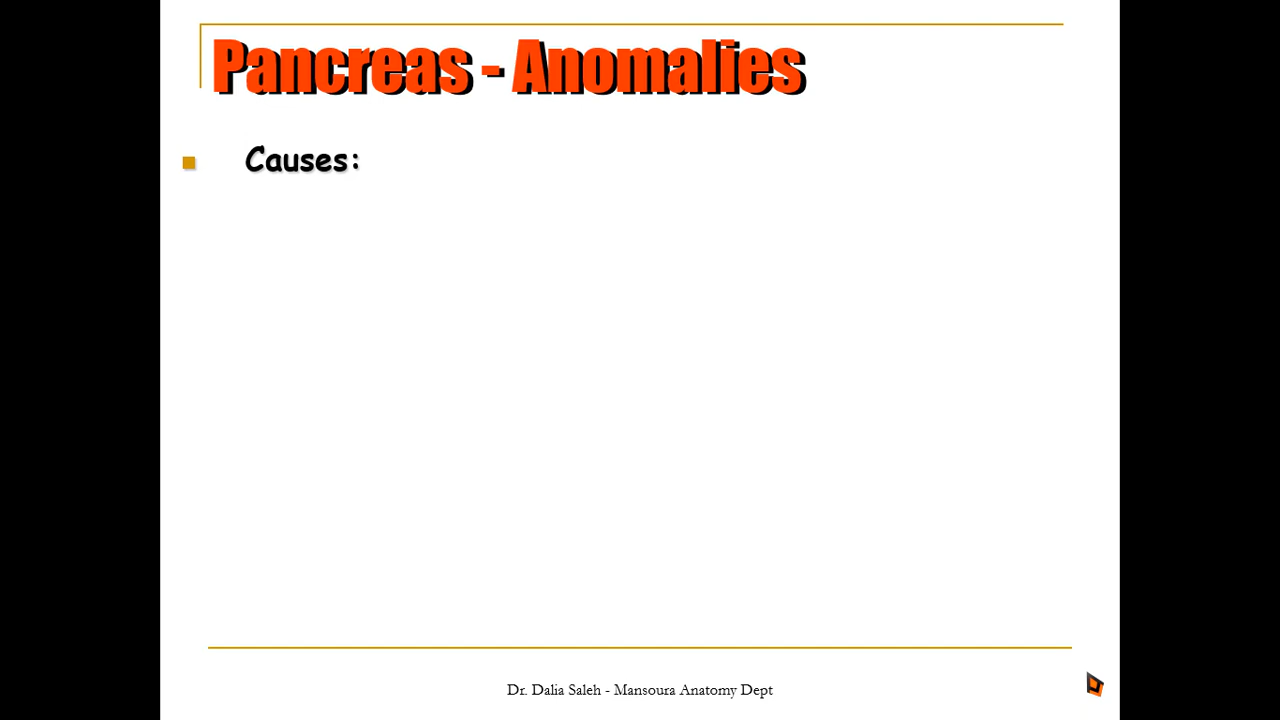 Pancreas - Anomalies
Causes:
Dr. Dalia Saleh - Mansoura Anatomy Dept